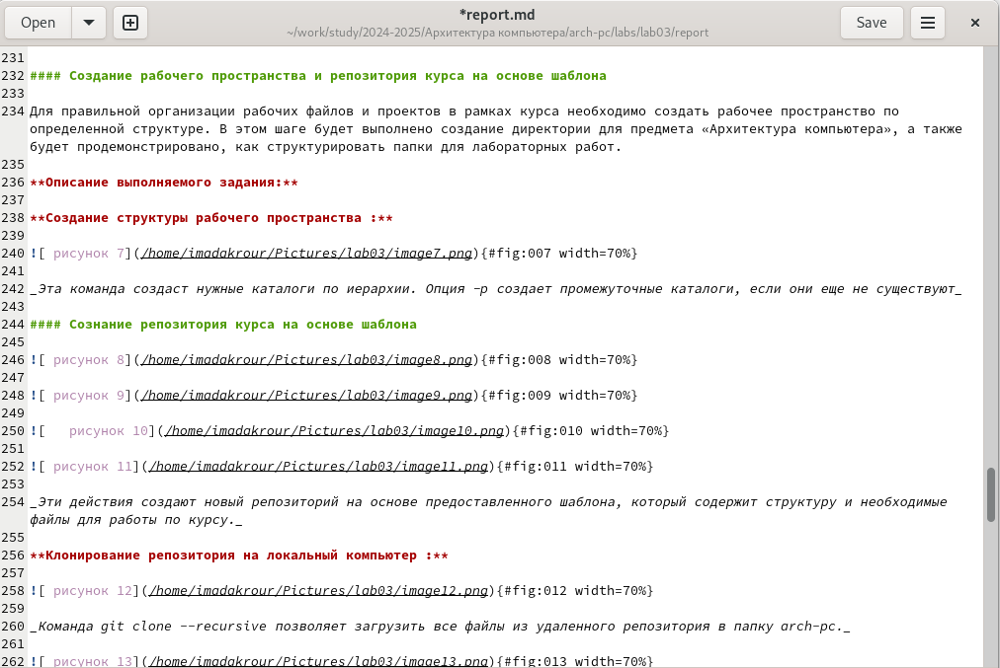 Open
*report.md
~/work/study/2024-2025/Архитектура компьютера/arch-pc/labs/lab03/report
Save
231
232 #### Создание рабочего пространства и репозитория курса на основе шаблона
233
234 Для правильной организации рабочих файлов и проектов в рамках курса необходимо создать рабочее пространство по
определенной структуре. В этом шаге будет выполнено создание директории для предмета «Архитектура компьютера», а также
будет продемонстрировано, как структурировать папки для лабораторных работ.
235
236 **Описание выполняемого задания:**
237
238 **Создание структуры рабочего пространства :**
239
240 ![ рисунок 7](/home/imadakrour/Pictures/lab03/image7.png){#fig:007 width=70%}
241
242 _Эта команда создаст нужные каталоги по иерархии. Опция -p создает промежуточные каталоги, если они еще не существуют_
243
244 #### Сознание репозитория курса на основе шаблона
245
246 ![ рисунок 8](/home/imadakrour/Pictures/lab03/image8.png){#fig:008 width=70%}
247
248 ![ рисунок 9](/home/imadakrour/Pictures/lab03/image9.png){#fig:009 width=70%}
249
250 ![   рисунок 10](/home/imadakrour/Pictures/lab03/image10.png){#fig:010 width=70%}
251
252 ![ рисунок 11](/home/imadakrour/Pictures/lab03/image11.png){#fig:011 width=70%}
253
254 _Эти действия создают новый репозиторий на основе предоставленного шаблона, который содержит структуру и необходимые
файлы для работы по курсу._
255
256 **Клонирование репозитория на локальный компьютер :**
257
258 ![ рисунок 12](/home/imadakrour/Pictures/lab03/image12.png){#fig:012 width=70%}
259
260 _Команда git clone --recursive позволяет загрузить все файлы из удаленного репозитория в папку arch-pc._
261
262 ![ рисунок 13](/home/imadakrour/Pictures/lab03/image13.png){#fig:013 width=70%}